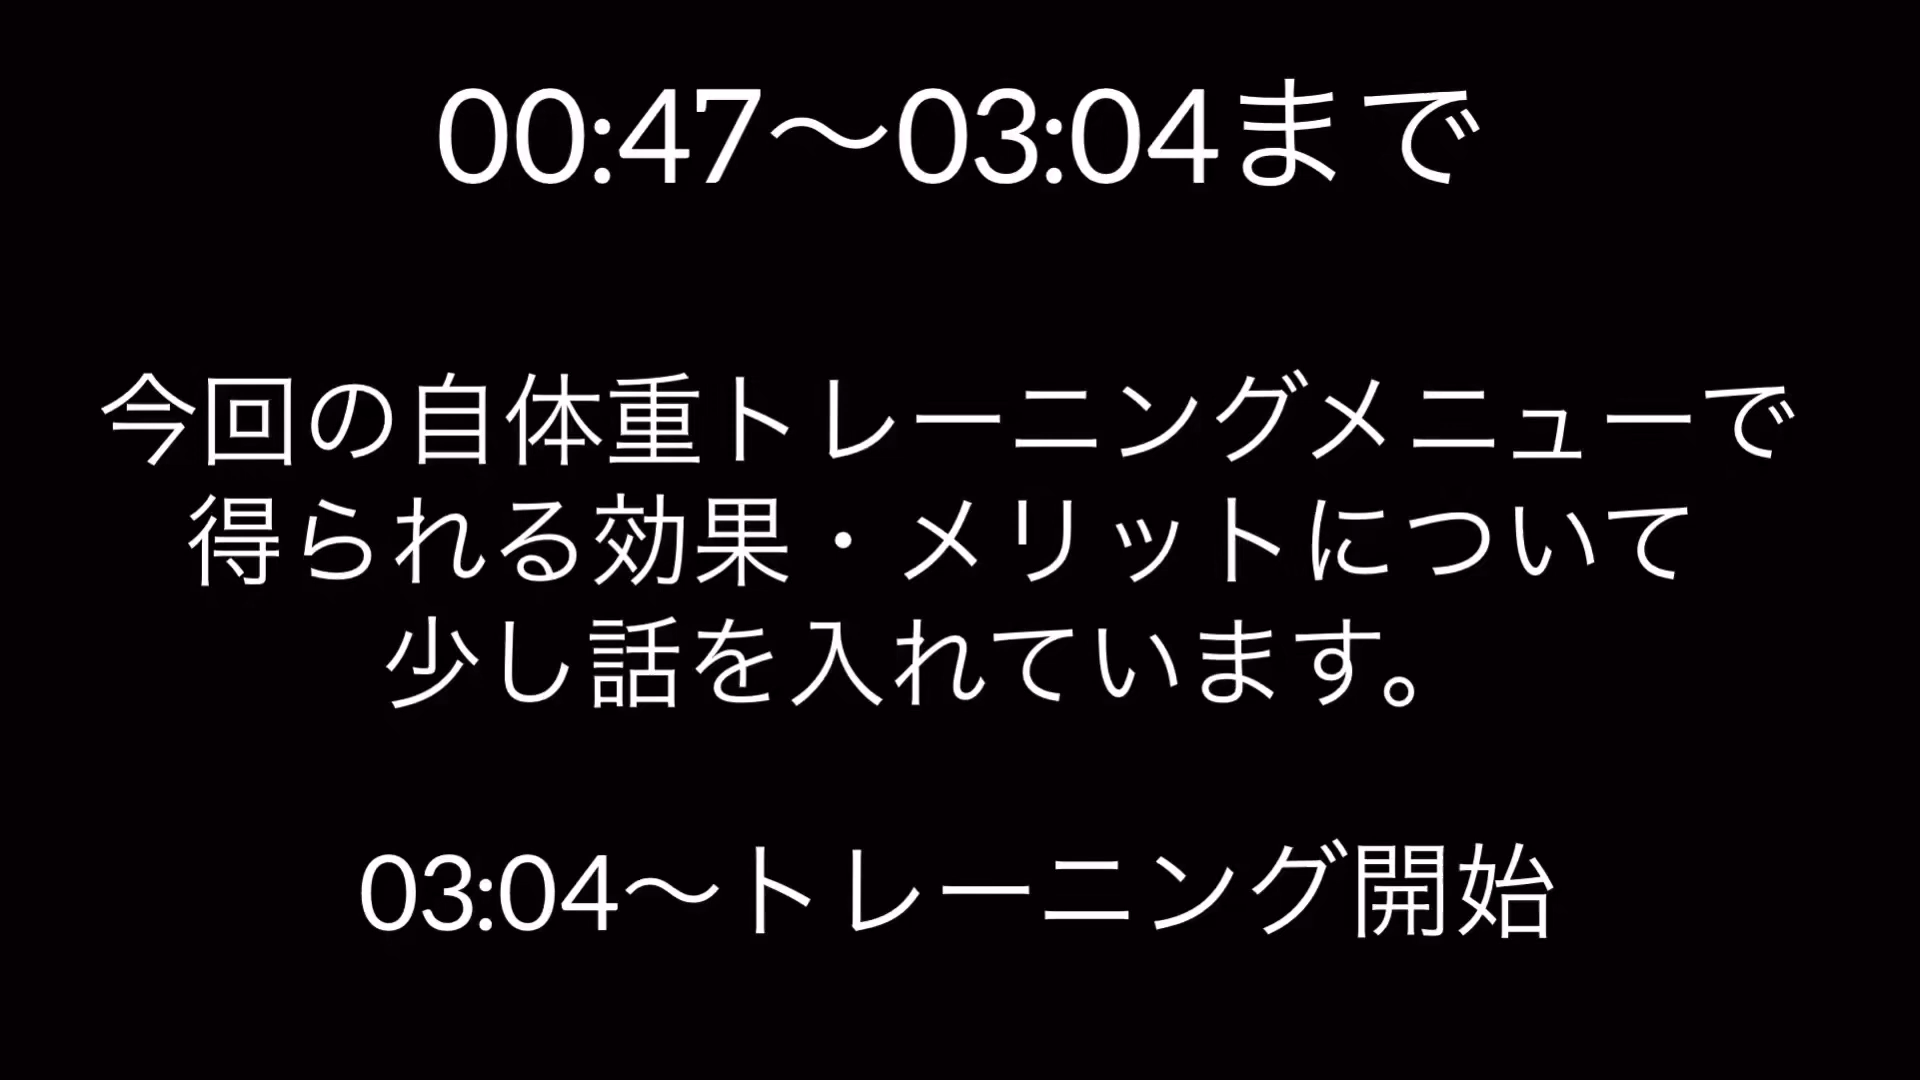 00:47〜03:04まで
今回の自体重トレーニングメニューで
得られる効果・メリットについて
少し話を入れています。
03:04〜トレーニング開始